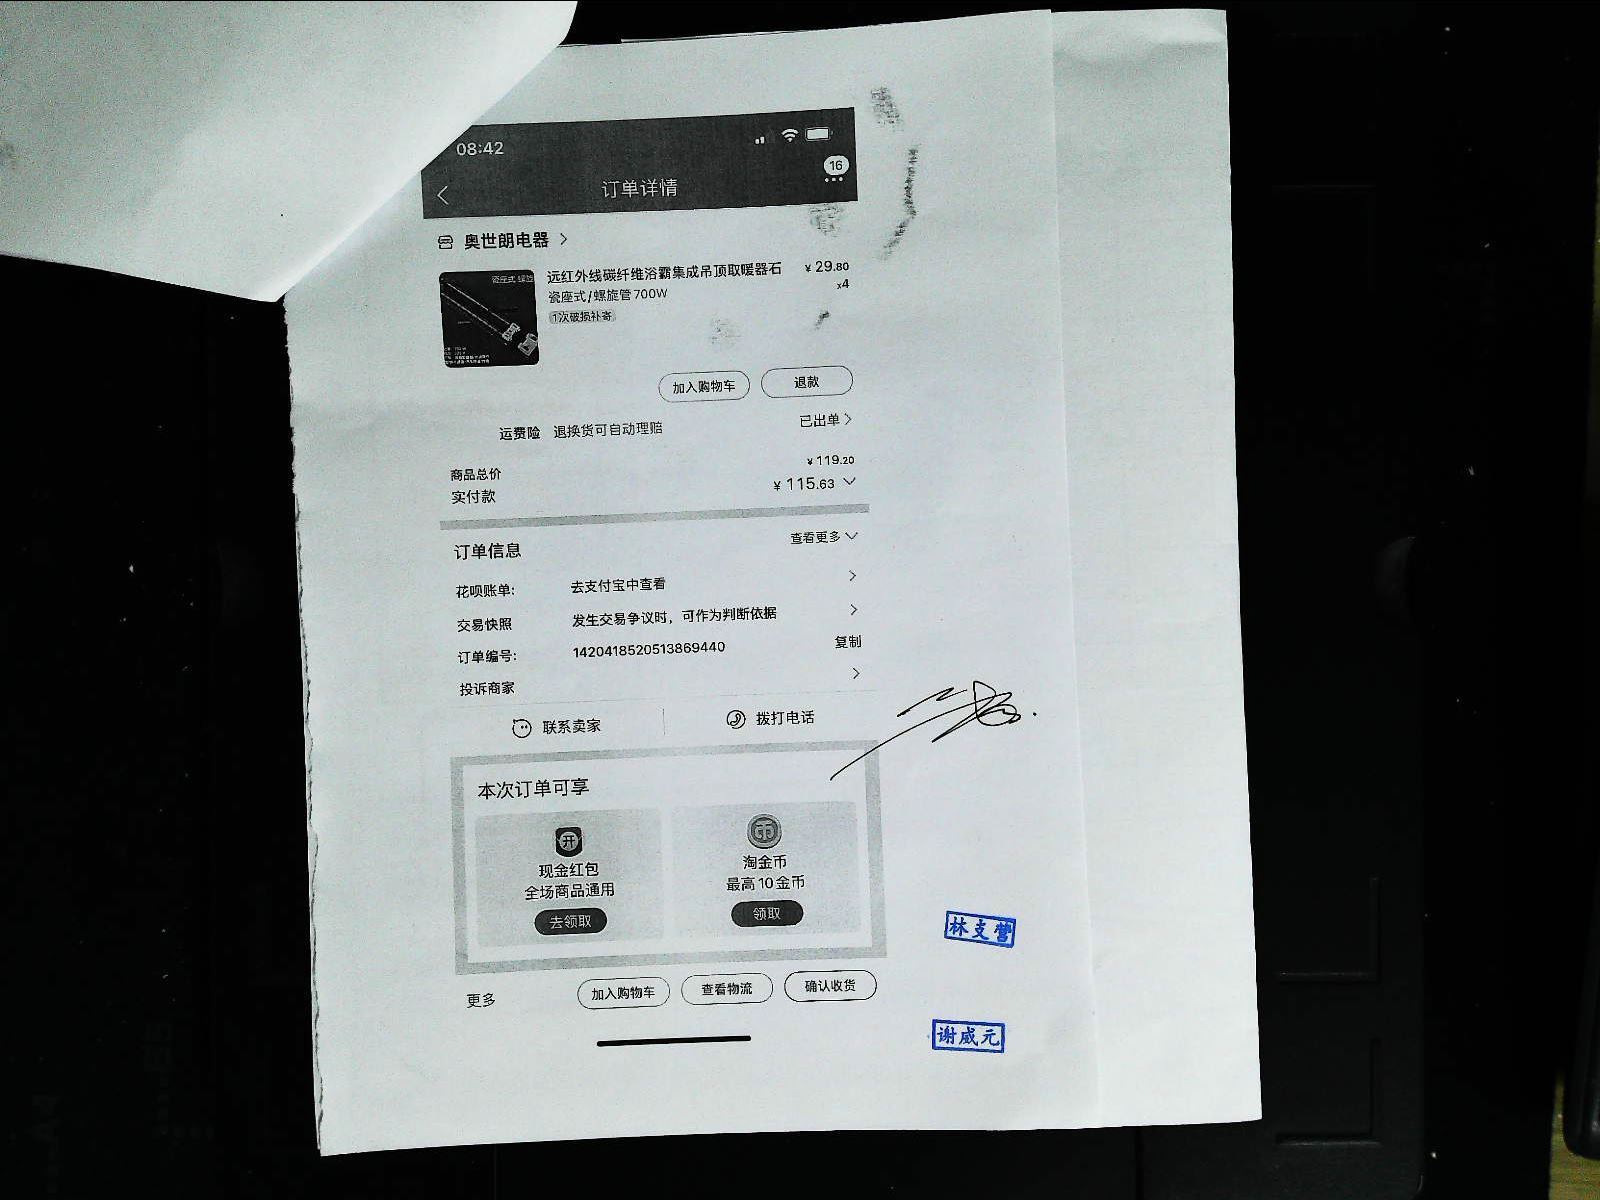 08:42
16
订单详情
奥世朗电器
瓷座式
远红外线碳纤维浴霸集成吊顶取暖器石
¥29.80
瓷座式/螺旋管700W
x4
1次破损补寄
加入购物车
退款
运费险 退换货可自动理赔
已出单
商品总价
¥119.20
实付款
¥115.63
订单信息
查看更多
花呗账单:
去支付宝中查看
交易快照
发生交易争议时，可作为判断依据
订单编号:
1420418520513869440
复制
投诉商家
联系卖家
拨打电话
本次订单可享
开
币
现金红包
淘金币
全场商品通用
最高10金币
去领取
领取
林支营
更多
加入购物车
查看物流
确认收货
谢威元